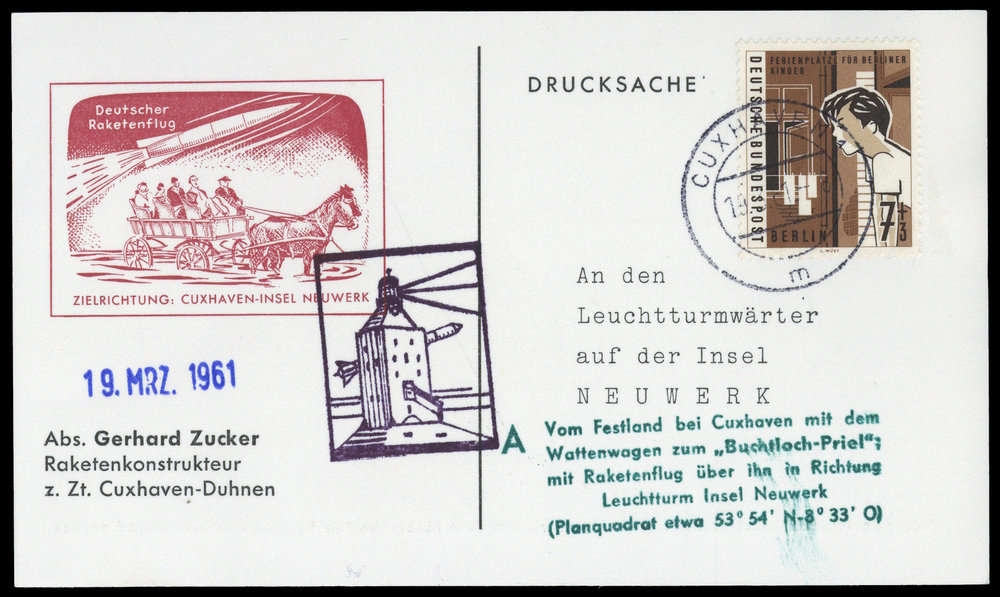 Deutscher
Raketenflug
ZIELRICHTUNG: CUXHAVEN-INSEL NEUWERK
19. MRZ. 1961
Abs. Gerhard Zucker
Raketenkonstrukteur
z. Zt. Cuxhaven-Duhnen
DRUCKSACHE
FERIENPLÄTZE FÜR BERLINER
KINDER
DEUTSCHE BUNDESPOST
BERLIN
7+3
CUXHAVEN
m
An den
Leuchtturmwärter
auf der Insel
NEUWERK
A
Vom Festland bei Cuxhaven mit dem
Wattenwagen zum „Buchtloch-Priel";
mit Raketenflug über ihn in Richtung
Leuchtturm Insel Neuwerk
(Planquadrat etwa 53° 54' N-8° 33' O)